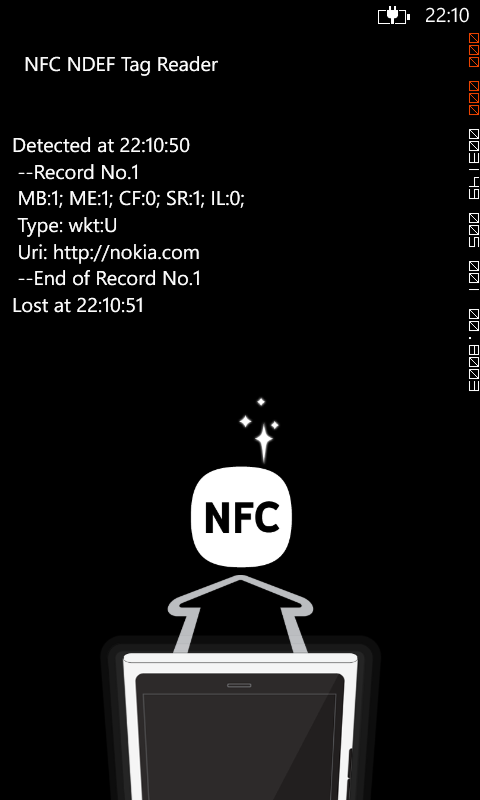 22:10
NFC NDEF Tag Reader
Detected at 22:10:50
--Record No.1
MB:1; ME:1; CF:0; SR:1; IL:0;
Type: wkt:U
Uri: http://nokia.com
--End of Record No.1
Lost at 22:10:51
NFC